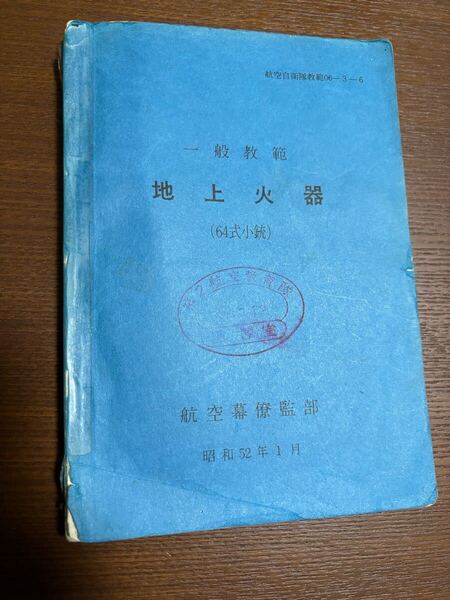 航空自衛隊教範06－3－6
一般教範
地上火器
(64式小銃)
航空幕僚監部
昭和52年1月